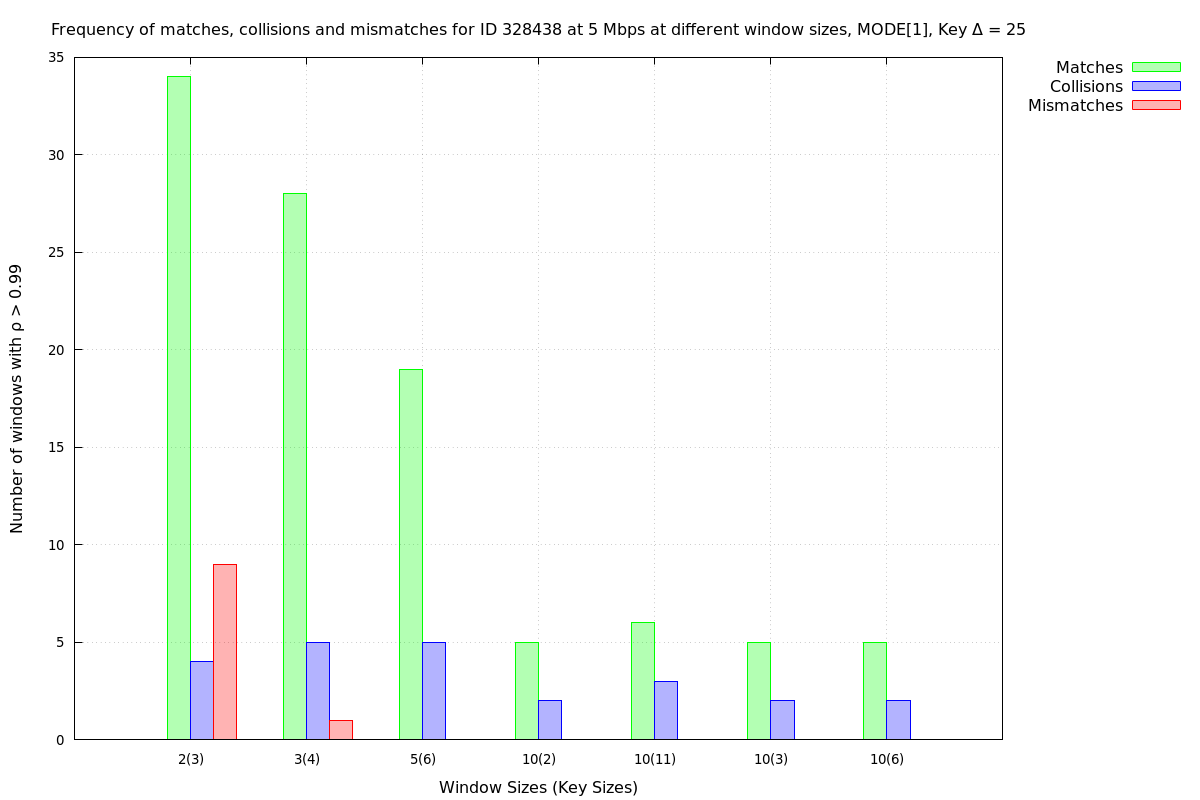 Frequency of matches, collisions and mismatches for ID 328438 at 5 Mbps at different window sizes, MODE[1], Key Δ = 25
Matches
Collisions
Mismatches
Number of windows with ρ > 0.99
35
30
25
20
15
10
5
0
2(3) 3(4) 5(6) 10(2) 10(11) 10(3) 10(6)
Window Sizes (Key Sizes)